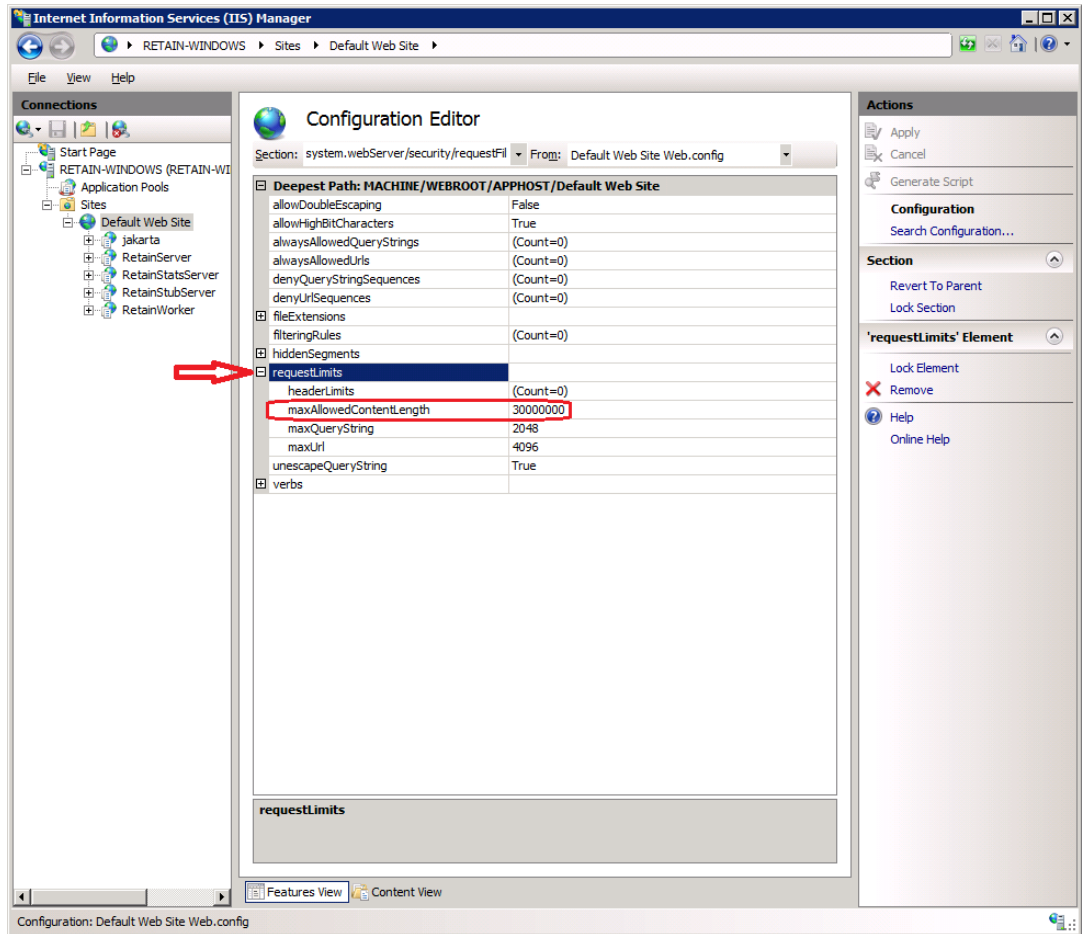 Internet Information Services (IIS) Manager
RETAIN-WINDOWS Sites Default Web Site
File View Help
Connections
Start Page
RETAIN-WINDOWS (RETAIN-WI
Application Pools
Sites
Default Web Site
jakarta
RetainServer
RetainStatsServer
RetainStubServer
RetainWorker
Configuration Editor
Section: system.webServer/security/requestFil From: Default Web Site Web.config
Deepest Path: MACHINE/WEBROOT/APPHOST/Default Web Site
allowDoubleEscaping False
allowHighBitCharacters True
alwaysAllowedQueryStrings (Count=0)
alwaysAllowedUrls (Count=0)
denyQueryStringSequences (Count=0)
denyUrlSequences (Count=0)
fileExtensions
filteringRules (Count=0)
hiddenSegments
requestLimits
headerLimits (Count=0)
maxAllowedContentLength 30000000
maxQueryString 2048
maxUrl 4096
unescapeQueryString True
verbs
requestLimits
Features View Content View
Actions
Apply
Cancel
Generate Script
Configuration
Search Configuration...
Section
Revert To Parent
Lock Section
'requestLimits' Element
Lock Element
Remove
Help
Online Help
Configuration: Default Web Site Web.config